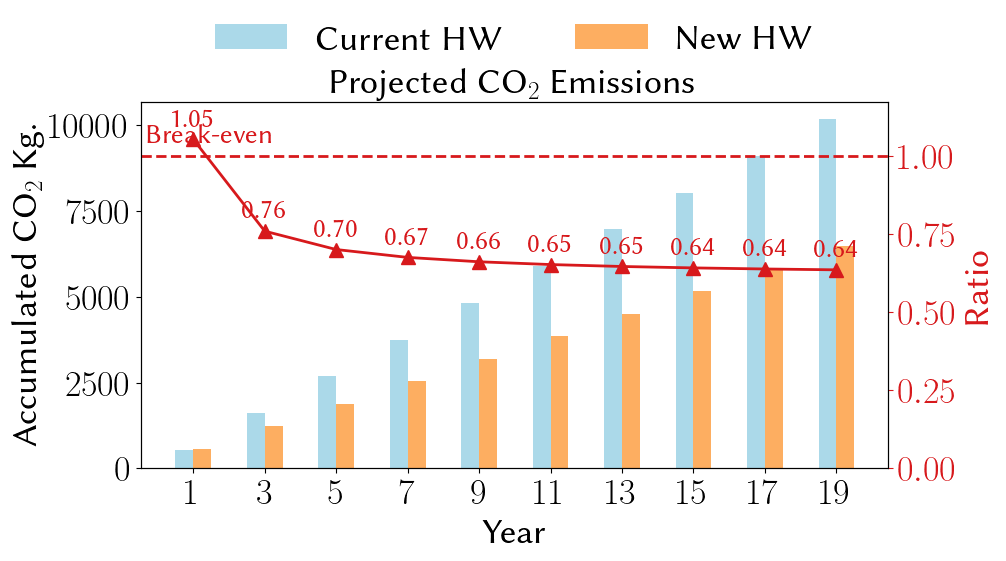 Current HW New HW
Projected CO₂ Emissions
Accumulated CO₂ Kg.
10000
7500
5000
2500
0
1.05
Break-even
0.76
0.70
0.67
0.66
0.65
0.65
0.64
0.64
0.64
1.00
0.75
0.50
0.25
0.00
Ratio
1 3 5 7 9 11 13 15 17 19
Year